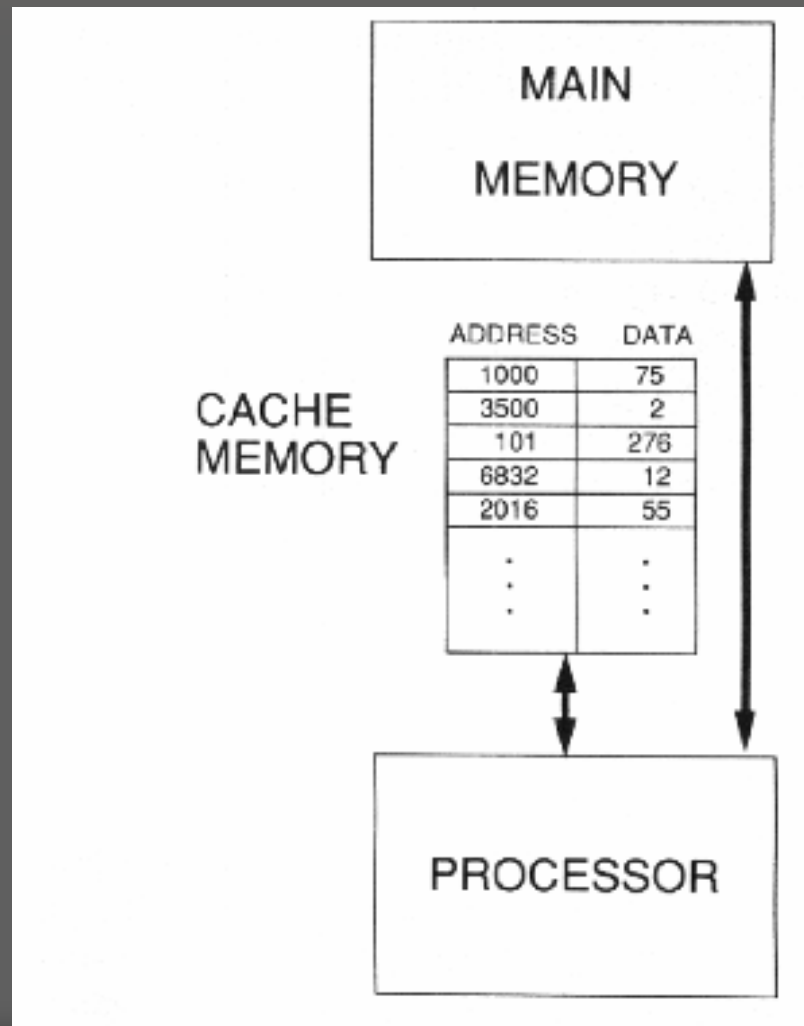 MAIN
MEMORY
ADDRESS DATA
CACHE
MEMORY
1000 75
3500 2
101 276
6832 12
2016 55
PROCESSOR